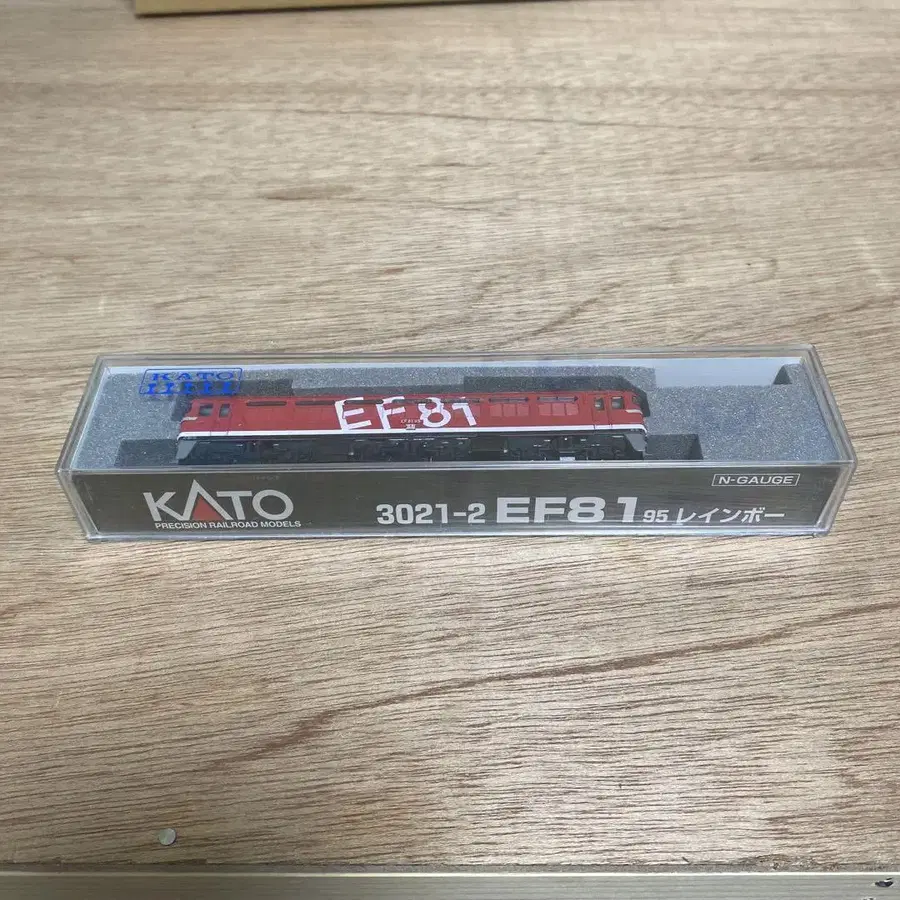 KATO
EF81
KATO
PRECISION RAILROAD MODELS
3021-2 EF81 95 レインボー
N-GAUGE